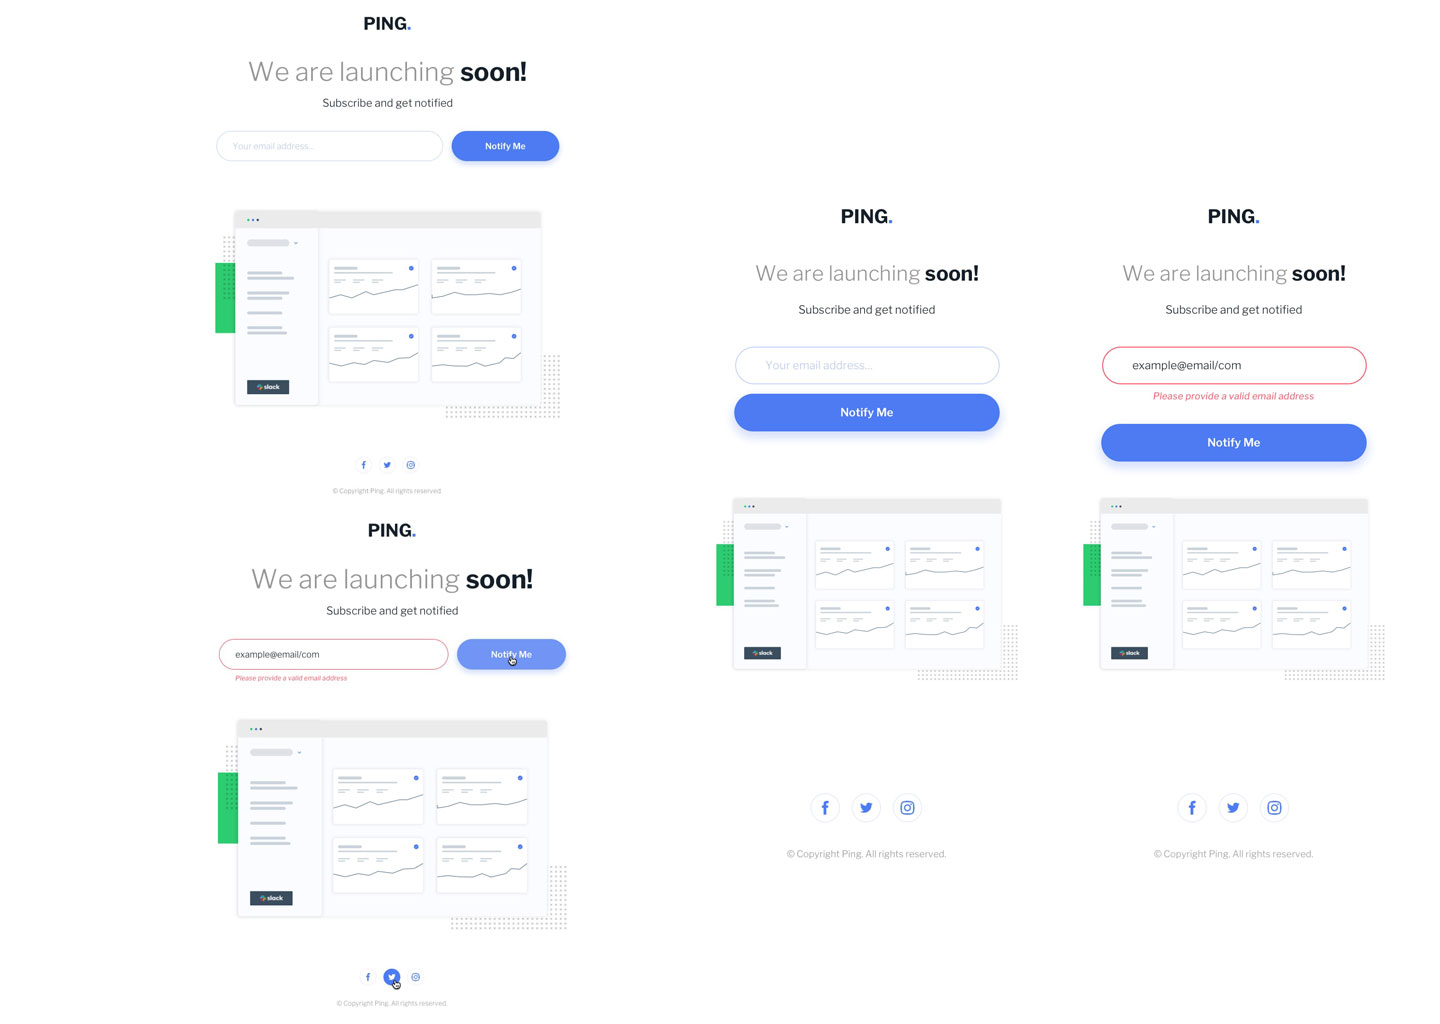 PING.
We are launching soon!
Subscribe and get notified
Your email address...
Notify Me
slack
© Copyright Ping. All rights reserved.
PING.
We are launching soon!
Subscribe and get notified
example@email/com
Notify Me
Please provide a valid email address
slack
© Copyright Ping. All rights reserved.
PING.
We are launching soon!
Subscribe and get notified
Your email address...
Notify Me
slack
© Copyright Ping. All rights reserved.
PING.
We are launching soon!
Subscribe and get notified
example@email/com
Please provide a valid email address
Notify Me
slack
© Copyright Ping. All rights reserved.